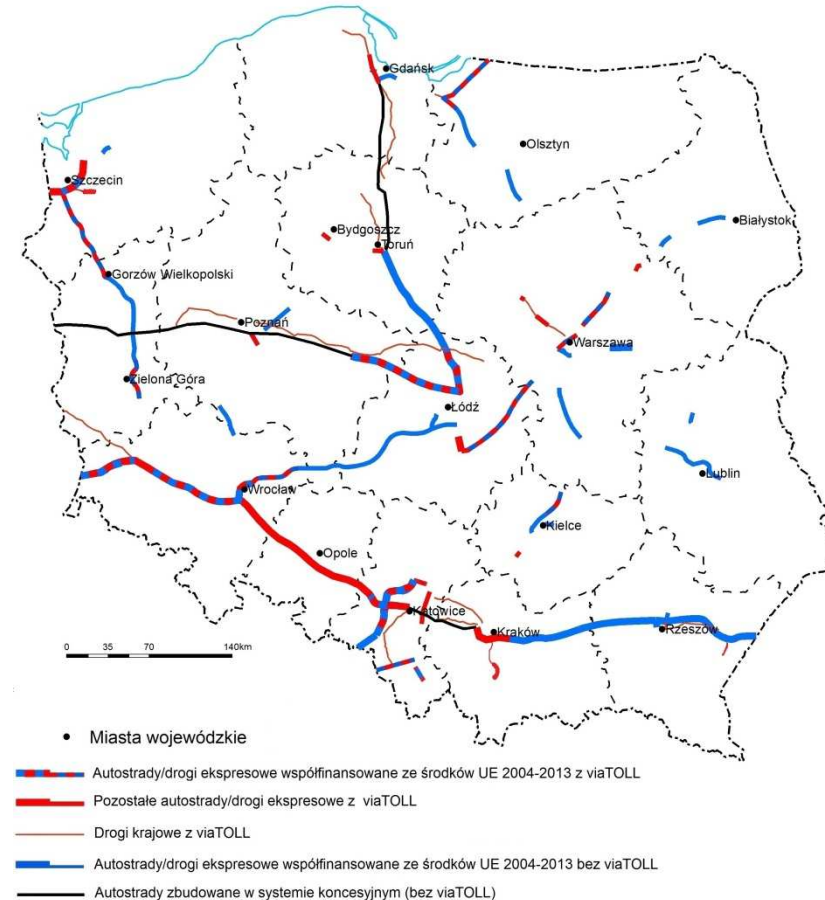 Gdańsk
Olsztyn
Szczecin
Białystok
Bydgoszcz
Toruń
Gorzów Wielkopolski
Poznań
Warszawa
Zielona Góra
Łódź
Lublin
Wrocław
Kielce
Opole
Katowice
Kraków
Rzeszów
0 35 70 140km
Miasta wojewódzkie
Autostrady/drogi ekspresowe współfinansowane ze środków UE 2004-2013 z viaTOLL
Pozostałe autostrady/drogi ekspresowe z viaTOLL
Drogi krajowe z viaTOLL
Autostrady/drogi ekspresowe współfinansowane ze środków UE 2004-2013 bez viaTOLL
Autostrady zbudowane w systemie koncesyjnym (bez viaTOLL)